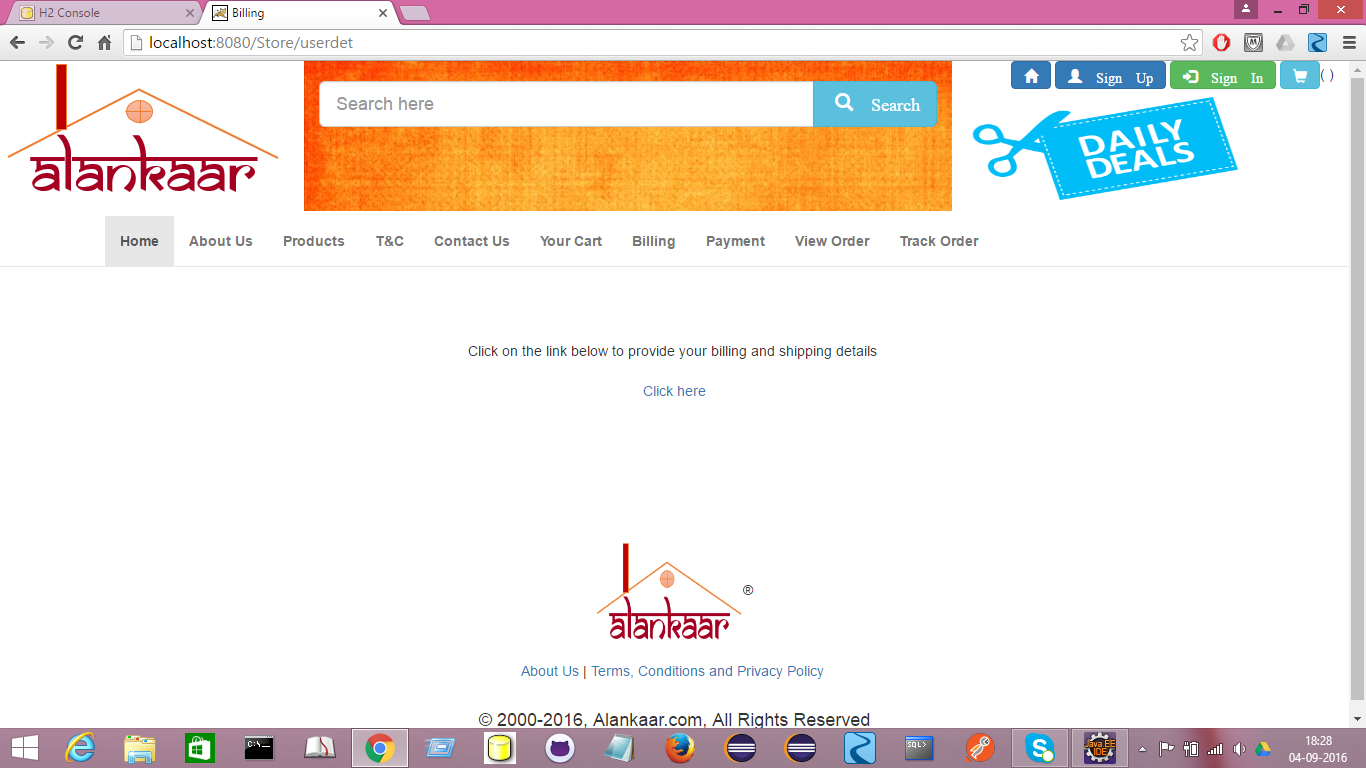 H2 Console
Billing
localhost:8080/Store/userdet
alankaar
Search here
Search
Sign Up
Sign In
( )
DAILY
DEALS
Home About Us Products T&C Contact Us Your Cart Billing Payment View Order Track Order
Click on the link below to provide your billing and shipping details
Click here
alankaar
®
About Us | Terms, Conditions and Privacy Policy
© 2000-2016, Alankaar.com, All Rights Reserved
C:\
SQL>
Java EE
IDE
18:28
04-09-2016